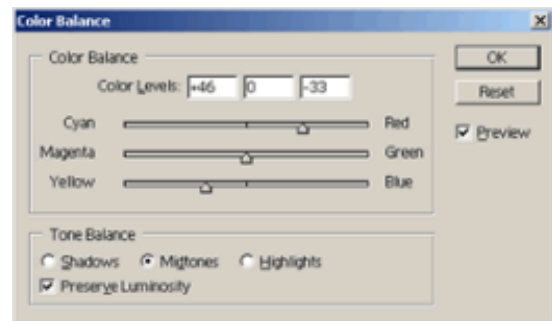 Color Balance
Color Balance
Color Levels: +46 0 -33
Cyan Red
Magenta Green
Yellow Blue
OK
Reset
Preview
Tone Balance
Shadows Midtones Highlights
Preserve Luminosity